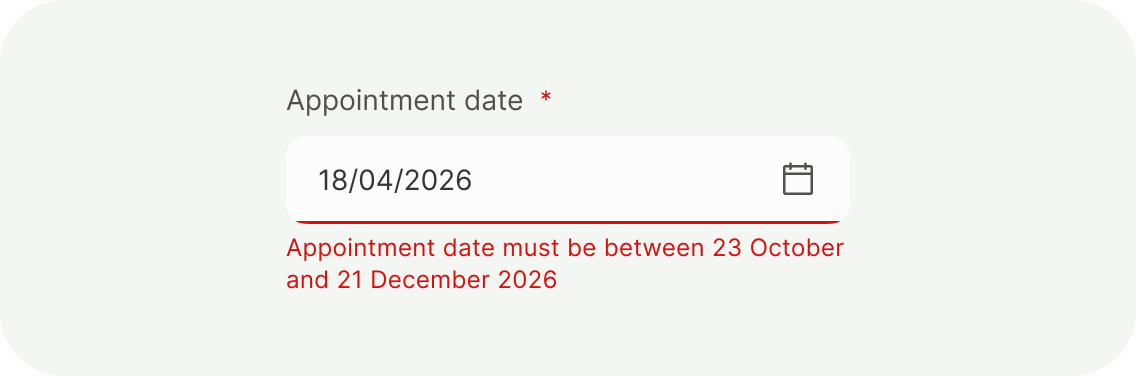 Appointment date *
18/04/2026
Appointment date must be between 23 October
and 21 December 2026